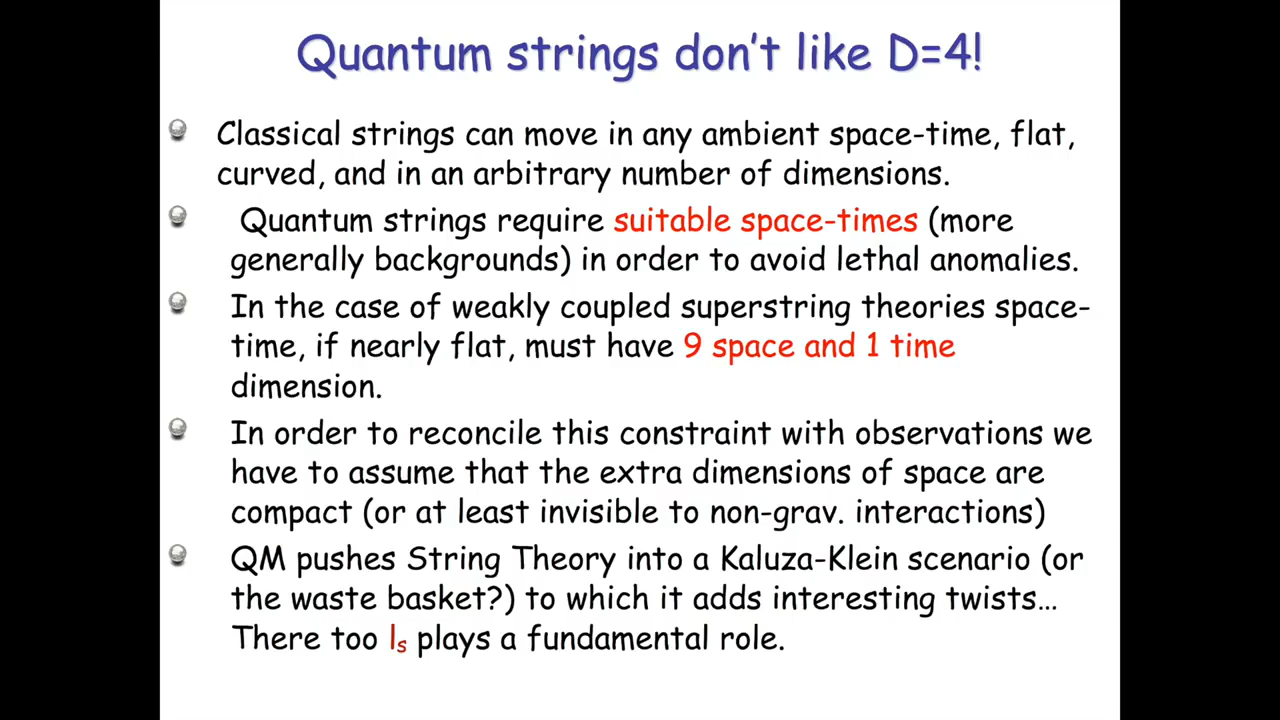 Quantum strings don't like D=4!
Classical strings can move in any ambient space-time, flat,
curved, and in an arbitrary number of dimensions.
Quantum strings require suitable space-times (more
generally backgrounds) in order to avoid lethal anomalies.
In the case of weakly coupled superstring theories space-
time, if nearly flat, must have 9 space and 1 time
dimension.
In order to reconcile this constraint with observations we
have to assume that the extra dimensions of space are
compact (or at least invisible to non-grav. interactions)
QM pushes String Theory into a Kaluza-Klein scenario (or
the waste basket?) to which it adds interesting twists…
There too lₛ plays a fundamental role.